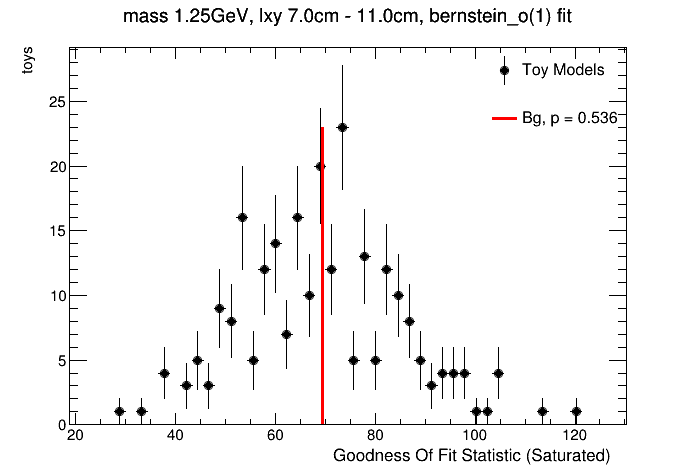 mass 1.25GeV, lxy 7.0cm - 11.0cm, bernstein_o(1) fit
toys
Toy Models
Bg, p = 0.536
25
20
15
10
5
0
20 40 60 80 100 120
Goodness Of Fit Statistic (Saturated)